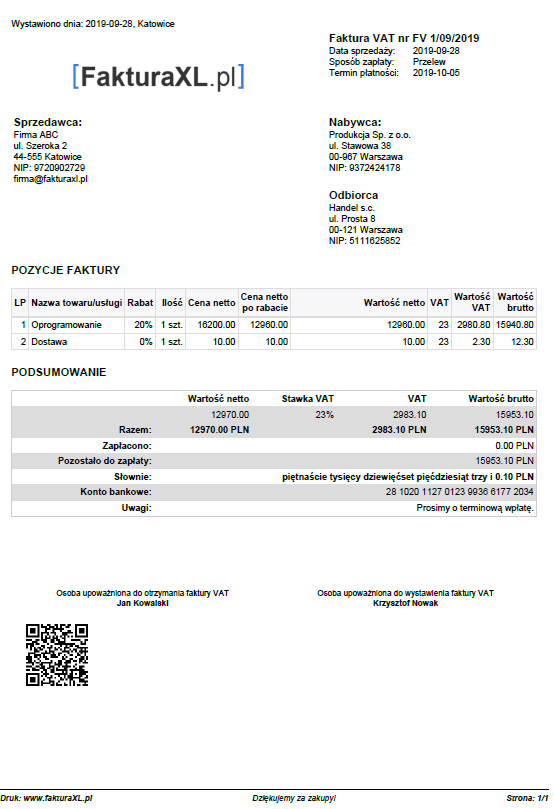 Wystawiono dnia: 2019-09-28, Katowice
Faktura VAT nr FV 1/09/2019
Data sprzedaży: 2019-09-28
Sposób zapłaty: Przelew
Termin płatności: 2019-10-05
[FakturaXL.pl]
Sprzedawca:
Firma ABC
ul. Szeroka 2
44-555 Katowice
NIP: 9720902729
firma@fakturaxl.pl
Nabywca:
Produkcja Sp. z o.o.
ul. Stawowa 38
00-967 Warszawa
NIP: 9372424178
Odbiorca
Handel s.c.
ul. Prosta 8
00-121 Warszawa
NIP: 5111625852
POZYCJE FAKTURY
LP Nazwa towaru/usługi Rabat Ilość Cena netto Cena netto po rabacie Wartość netto VAT Wartość VAT Wartość brutto
1 Oprogramowanie 20% 1 szt. 16200.00 12960.00 12960.00 23 2980.80 15940.80
2 Dostawa 0% 1 szt. 10.00 10.00 10.00 23 2.30 12.30
PODSUMOWANIE
Wartość netto Stawka VAT VAT Wartość brutto
12970.00 23% 2983.10 15953.10
Razem: 12970.00 PLN 2983.10 PLN 15953.10 PLN
Zapłacono: 0.00 PLN
Pozostało do zapłaty: 15953.10 PLN
Słownie: piętnaście tysięcy dziewięćset pięćdziesiąt trzy i 0.10 PLN
Konto bankowe: 28 1020 1127 0123 9936 6177 2034
Uwagi: Prosimy o terminową wpłatę.
Osoba upoważniona do otrzymania faktury VAT
Jan Kowalski
Osoba upoważniona do wystawienia faktury VAT
Krzysztof Nowak
Druk: www.fakturaXL.pl Dziękujemy za zakupy! Strona: 1/1